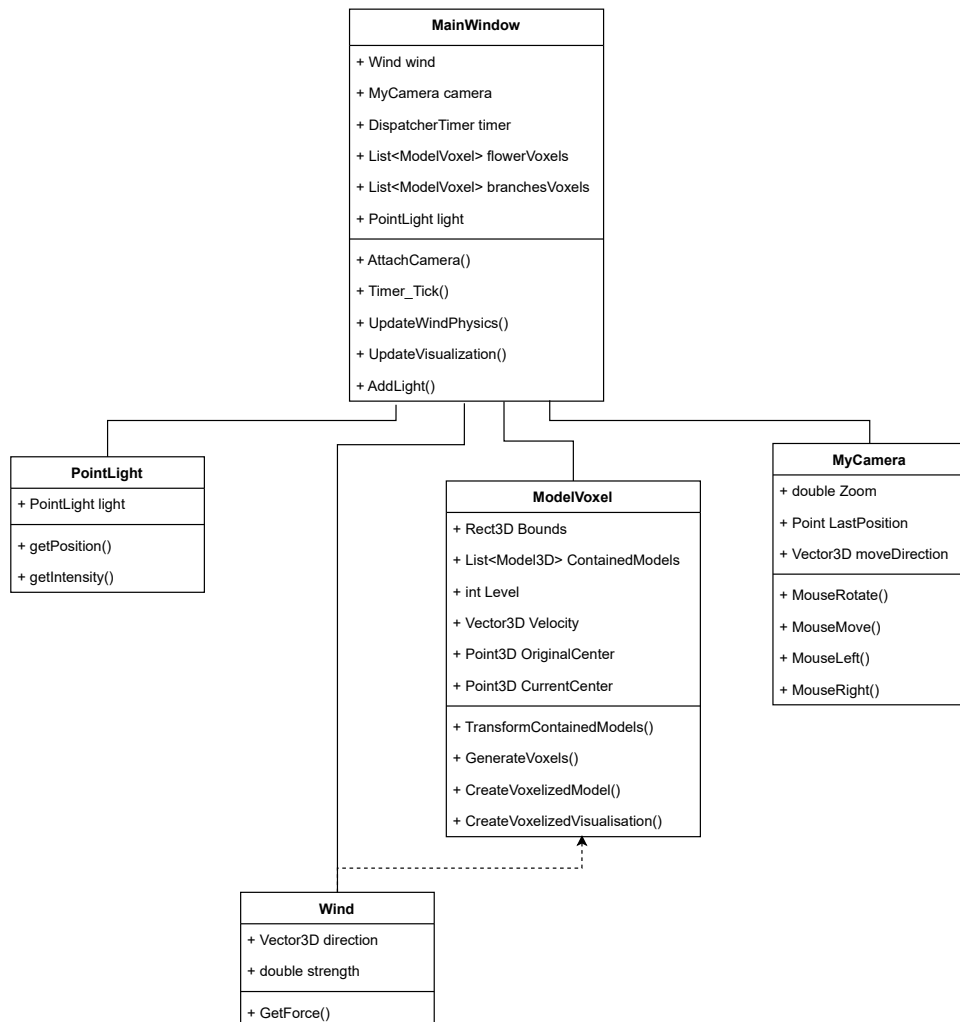 MainWindow
+ Wind wind
+ MyCamera camera
+ DispatcherTimer timer
+ List<ModelVoxel> flowerVoxels
+ List<ModelVoxel> branchesVoxels
+ PointLight light
+ AttachCamera()
+ Timer_Tick()
+ UpdateWindPhysics()
+ UpdateVisualization()
+ AddLight()
PointLight
+ PointLight light
+ getPosition()
+ getIntensity()
ModelVoxel
+ Rect3D Bounds
+ List<Model3D> ContainedModels
+ int Level
+ Vector3D Velocity
+ Point3D OriginalCenter
+ Point3D CurrentCenter
+ TransformContainedModels()
+ GenerateVoxels()
+ CreateVoxelizedModel()
+ CreateVoxelizedVisualisation()
MyCamera
+ double Zoom
+ Point LastPosition
+ Vector3D moveDirection
+ MouseRotate()
+ MouseMove()
+ MouseLeft()
+ MouseRight()
Wind
+ Vector3D direction
+ double strength
+ GetForce()